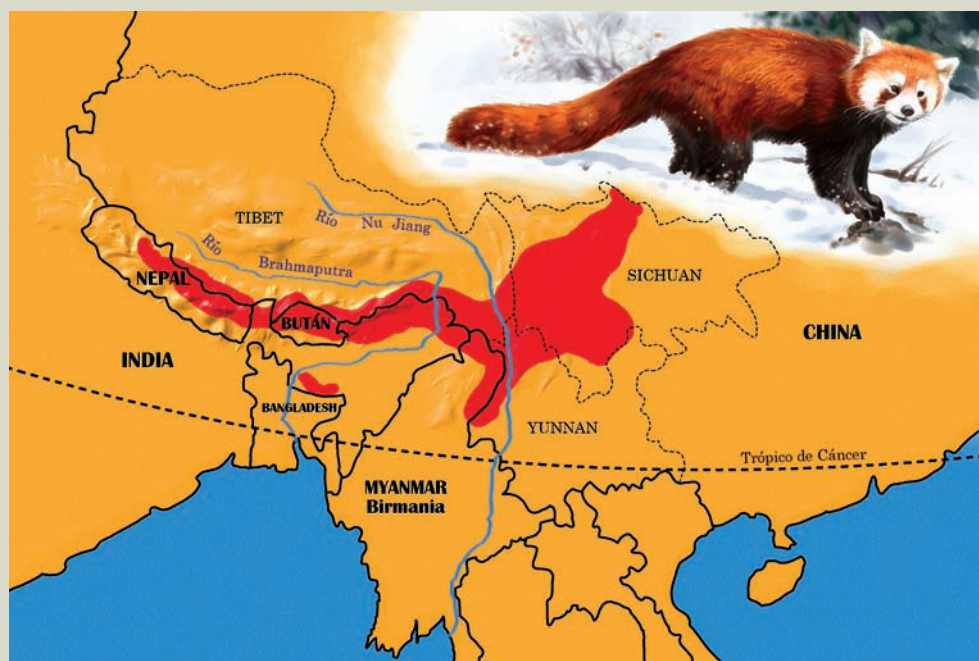 TIBET
Río Nu Jiang
Río Brahmaputra
SICHUAN
NEPAL
BUTÁN
CHINA
INDIA
BANGLADESH
YUNNAN
Trópico de Cáncer
MYANMAR
Birmania